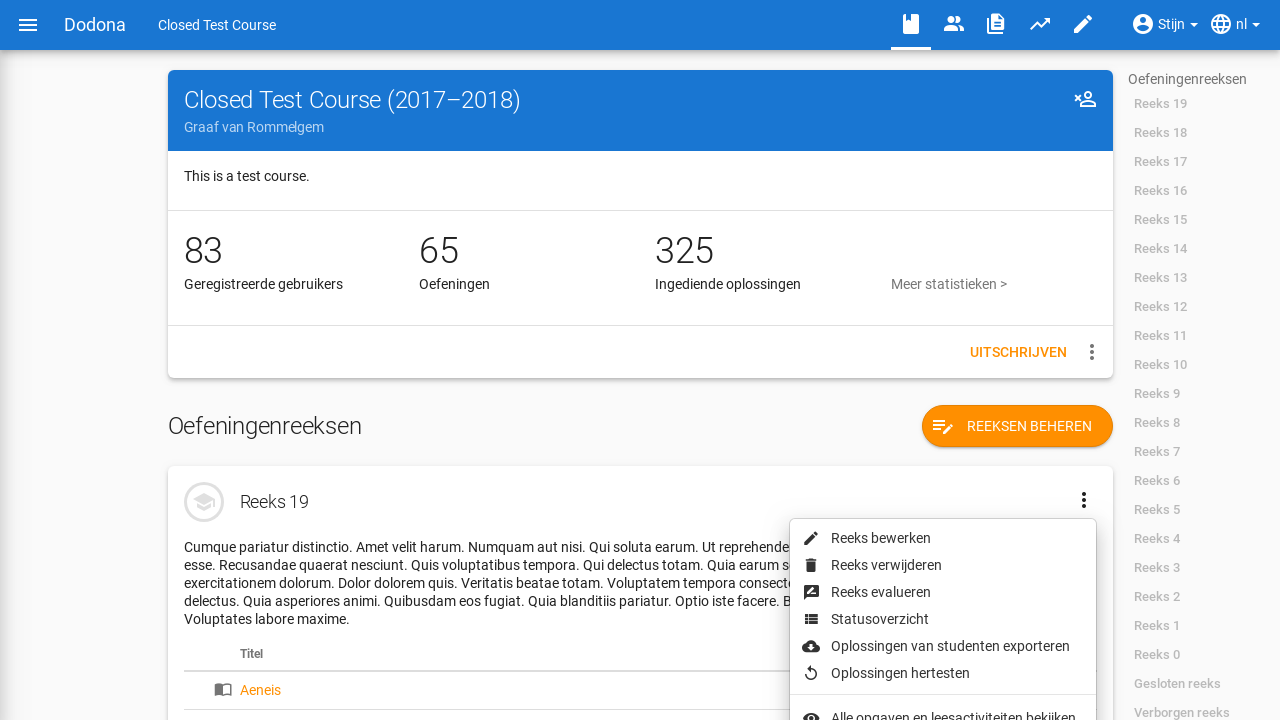 Dodona
Closed Test Course
Stijn
nl
Closed Test Course (2017–2018)
Graaf van Rommelgem
This is a test course.
83
Geregistreerde gebruikers
65
Oefeningen
325
Ingediende oplossingen
Meer statistieken >
UITSCHRIJVEN
Oefeningenreeksen
REEKSEN BEHEREN
Reeks 19
Cumque pariatur distinctio. Amet velit harum. Numquam aut nisi. Qui soluta earum. Ut
esse. Recusandae quaerat nesciunt. Quis voluptatibus tempora. Qui delectus totam. Quia earum
exercitationem dolorum. Dolor dolorem quis. Veritatis beatae totam. Voluptatem tempora
delectus. Quia asperiores animi. Quibusdam eos fugiat. Quia blanditiis pariatur. Optio iste facere.
Voluptates labore maxime.
Titel
Aeneis
Reeks bewerken
Reeks verwijderen
Reeks evalueren
Statusoverzicht
Oplossingen van studenten exporteren
Oplossingen hertesten
Alle opgaven en leesactiviteiten bekijken
Oefeningenreeksen
Reeks 19
Reeks 18
Reeks 17
Reeks 16
Reeks 15
Reeks 14
Reeks 13
Reeks 12
Reeks 11
Reeks 10
Reeks 9
Reeks 8
Reeks 7
Reeks 6
Reeks 5
Reeks 4
Reeks 3
Reeks 2
Reeks 1
Reeks 0
Gesloten reeks
Verborgen reeks